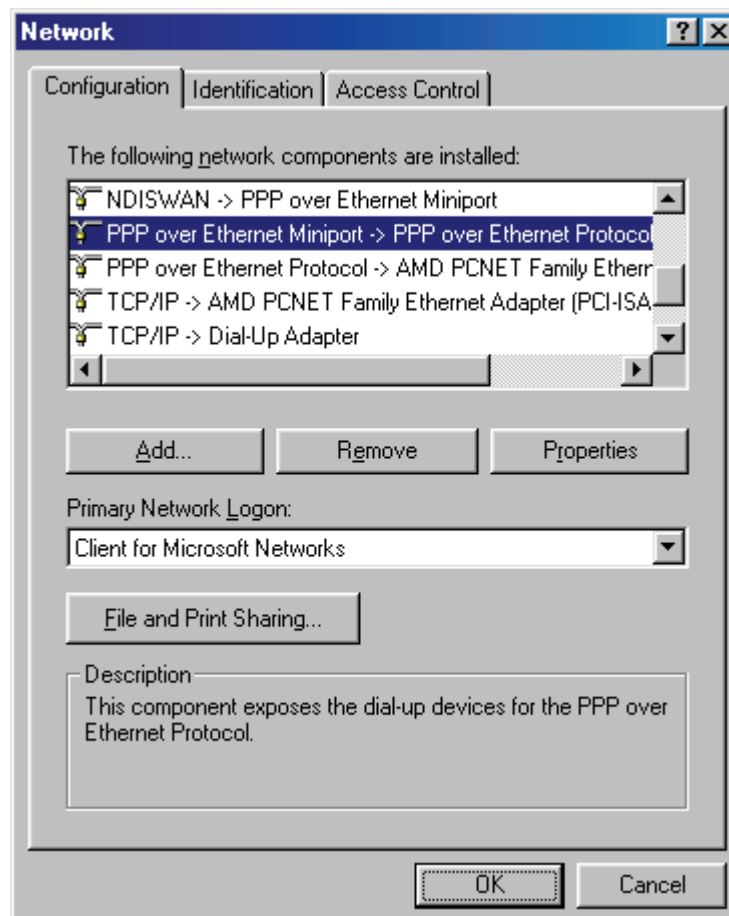 Network
Configuration Identification Access Control
The following network components are installed:
NDISWAN -> PPP over Ethernet Miniport
PPP over Ethernet Miniport -> PPP over Ethernet Protocol
PPP over Ethernet Protocol -> AMD PCNET Family Ethern
TCP/IP -> AMD PCNET Family Ethernet Adapter (PCI-ISA
TCP/IP -> Dial-Up Adapter
Add... Remove Properties
Primary Network Logon:
Client for Microsoft Networks
File and Print Sharing...
Description
This component exposes the dial-up devices for the PPP over
Ethernet Protocol.
OK Cancel